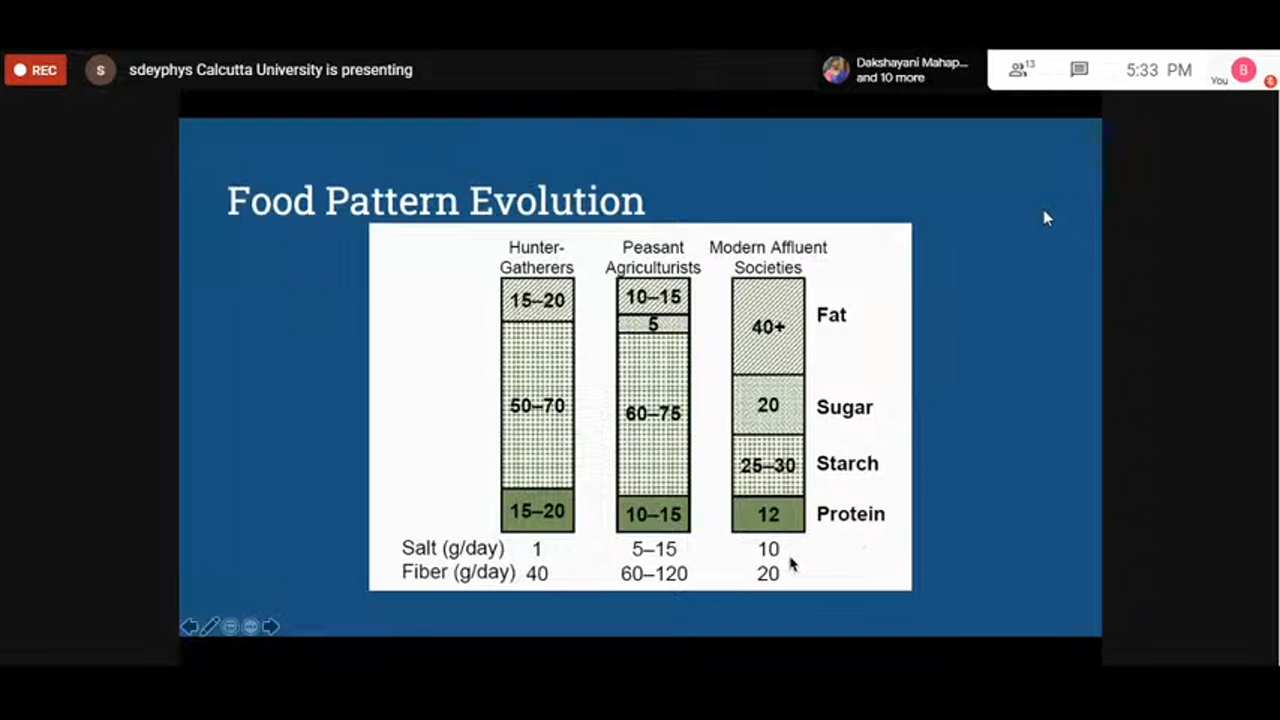 REC
S
sdeyphys Calcutta University is presenting
Dakshayani Mahap...
and 10 more
13
5:33 PM
You
B
Food Pattern Evolution
Hunter-
Gatherers
Peasant
Agriculturists
Modern Affluent
Societies
15–20
10–15
40+
Fat
5
50–70
60–75
20
Sugar
25–30
Starch
15–20
10–15
12
Protein
Salt (g/day) 1 5–15 10
Fiber (g/day) 40 60–120 20